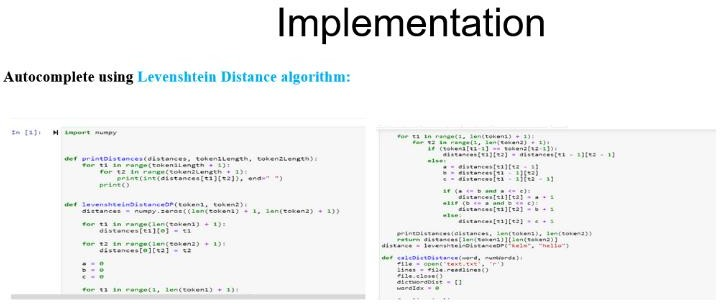 Implementation
Autocomplete using Levenshtein Distance algorithm:
In [1]:
import numpy
def printDistances(distances, token1Length, token2Length):
for t1 in range(token1Length + 1):
for t2 in range(token2Length + 1):
print(int(distances[t1][t2]), end=" ")
print()
def levenshteinDistanceDP(token1, token2):
distances = numpy.zeros((len(token1) + 1, len(token2) + 1))
for t1 in range(len(token1) + 1):
distances[t1][0] = t1
for t2 in range(len(token2) + 1):
distances[0][t2] = t2
a = 0
b = 0
c = 0
for t1 in range(1, len(token1) + 1):
for t1 in range(1, len(token1) + 1):
for t2 in range(1, len(token2) + 1):
if (token1[t1-1] == token2[t2-1]):
distances[t1][t2] = distances[t1 - 1][t2 - 1]
else:
a = distances[t1][t2 - 1]
b = distances[t1 - 1][t2]
c = distances[t1 - 1][t2 - 1]
if (a <= b and a <= c):
distances[t1][t2] = a + 1
elif (b <= a and b <= c):
distances[t1][t2] = b + 1
else:
distances[t1][t2] = c + 1
printDistances(distances, len(token1), len(token2))
return distances[len(token1)][len(token2)]
distance = levenshteinDistanceDP("kelm", "hello")
def calcDictDistance(word, numWords):
file = open('text.txt', 'r')
lines = file.readlines()
file.close()
dictWordDist = []
wordIdx = 0